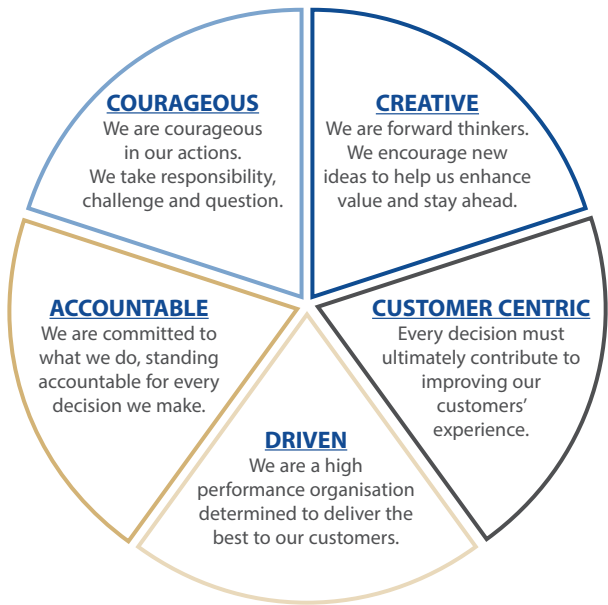 COURAGEOUS
We are courageous
in our actions.
We take responsibility,
challenge and question.
CREATIVE
We are forward thinkers.
We encourage new
ideas to help us enhance
value and stay ahead.
ACCOUNTABLE
We are committed to
what we do, standing
accountable for every
decision we make.
CUSTOMER CENTRIC
Every decision must
ultimately contribute to
improving our
customers’
experience.
DRIVEN
We are a high
performance organisation
determined to deliver the
best to our customers.